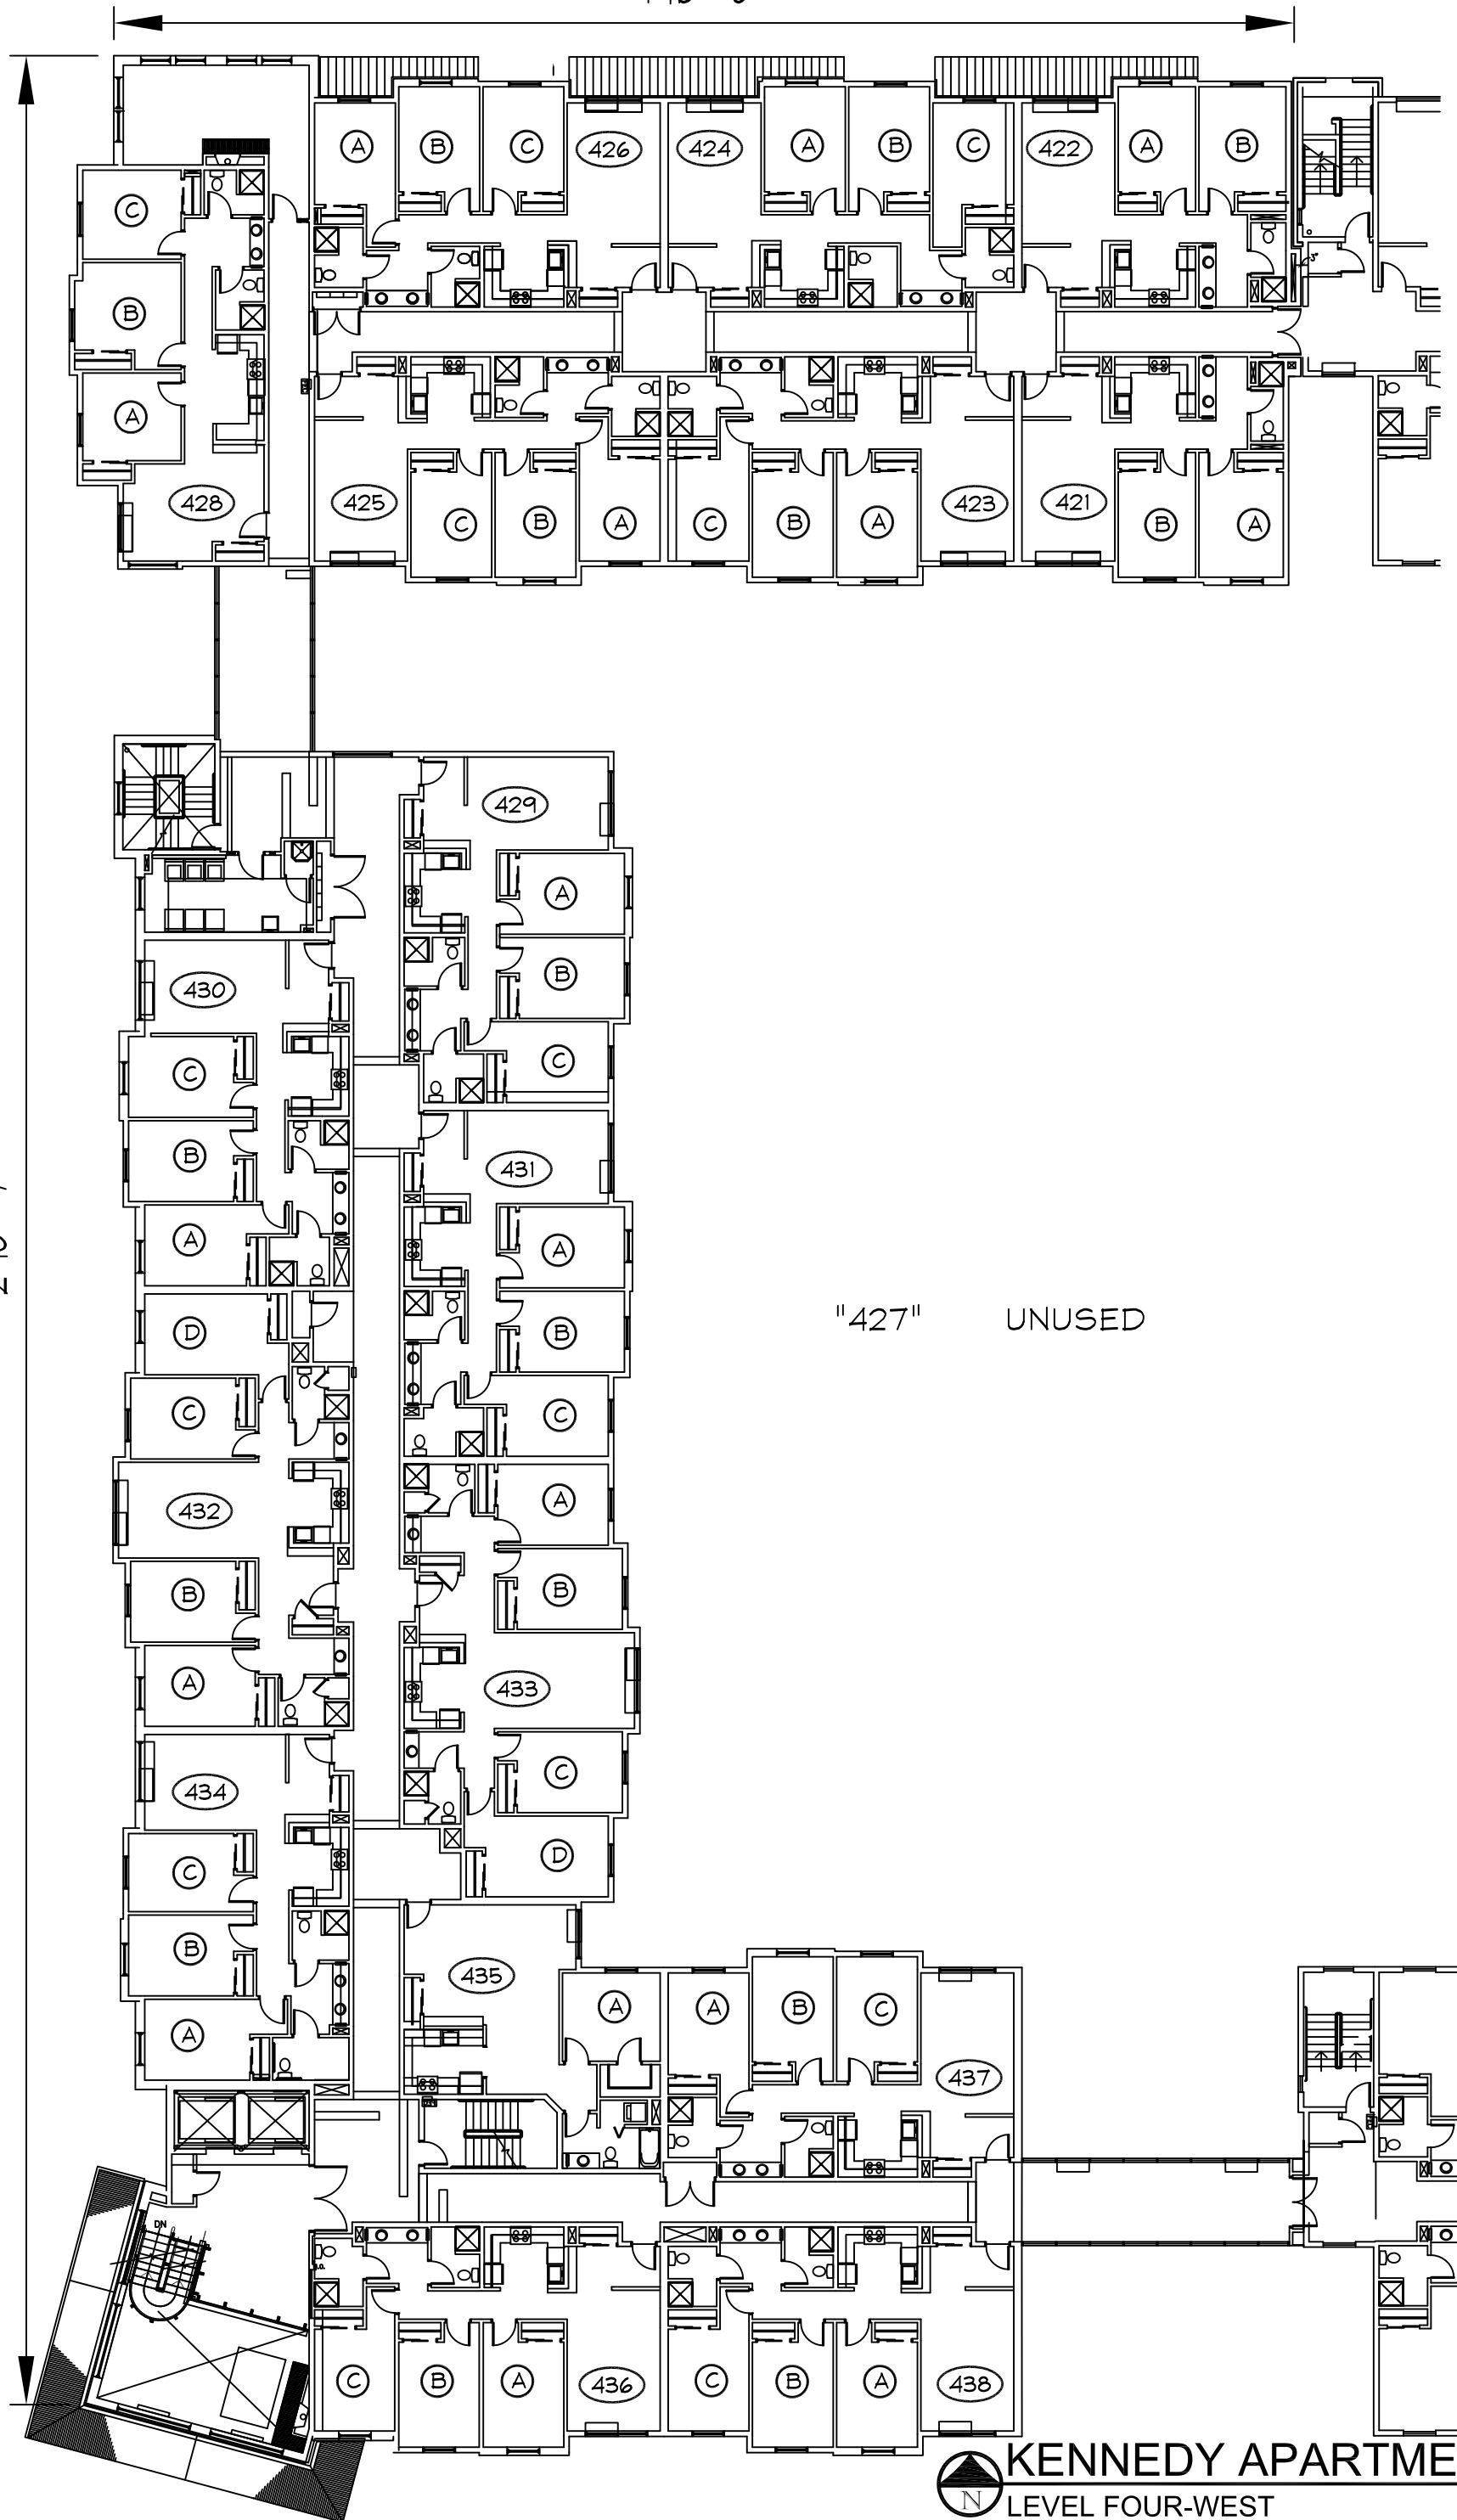 A B C 426 424 A B C 422 A B
C
B
3"
A
428 425 C B A C B A 423 421 B A
429
A
430 B
C C
B 431
A A
D B
"427" UNUSED
C C
432 A
B B
A 433
434 C
C D
B 435 A A B C
A 437
DN
C B A 436 C B A 438
KENNEDY APARTME
N
LEVEL FOUR-WEST